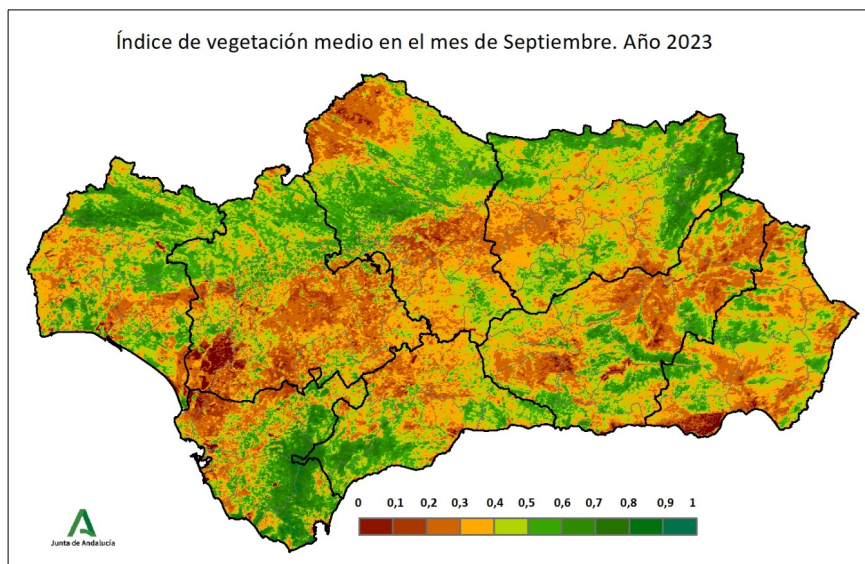 Índice de vegetación medio en el mes de Septiembre. Año 2023
0 0,1 0,2 0,3 0,4 0,5 0,6 0,7 0,8 0,9 1
Junta de Andalucía